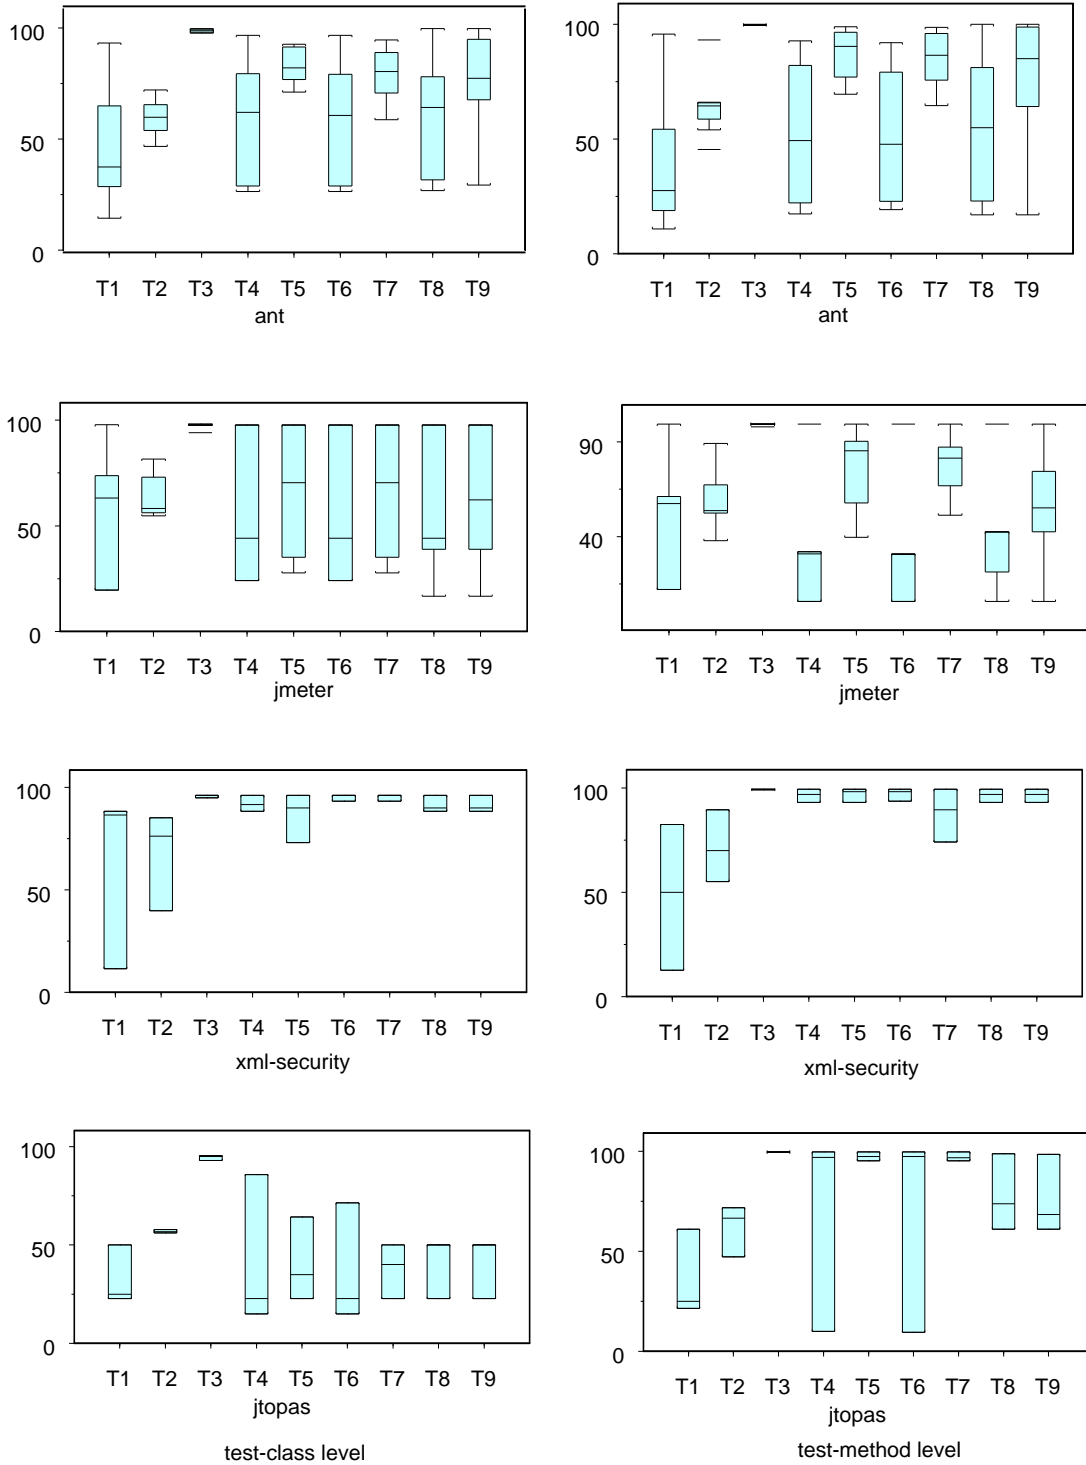 100
50
0
T1 T2 T3 T4 T5 T6 T7 T8 T9
ant
100
50
0
T1 T2 T3 T4 T5 T6 T7 T8 T9
ant
100
50
0
T1 T2 T3 T4 T5 T6 T7 T8 T9
jmeter
90
40
T1 T2 T3 T4 T5 T6 T7 T8 T9
jmeter
100
50
0
T1 T2 T3 T4 T5 T6 T7 T8 T9
xml-security
100
50
0
T1 T2 T3 T4 T5 T6 T7 T8 T9
xml-security
100
50
0
T1 T2 T3 T4 T5 T6 T7 T8 T9
jtopas
test-class level
100
50
0
T1 T2 T3 T4 T5 T6 T7 T8 T9
jtopas
test-method level